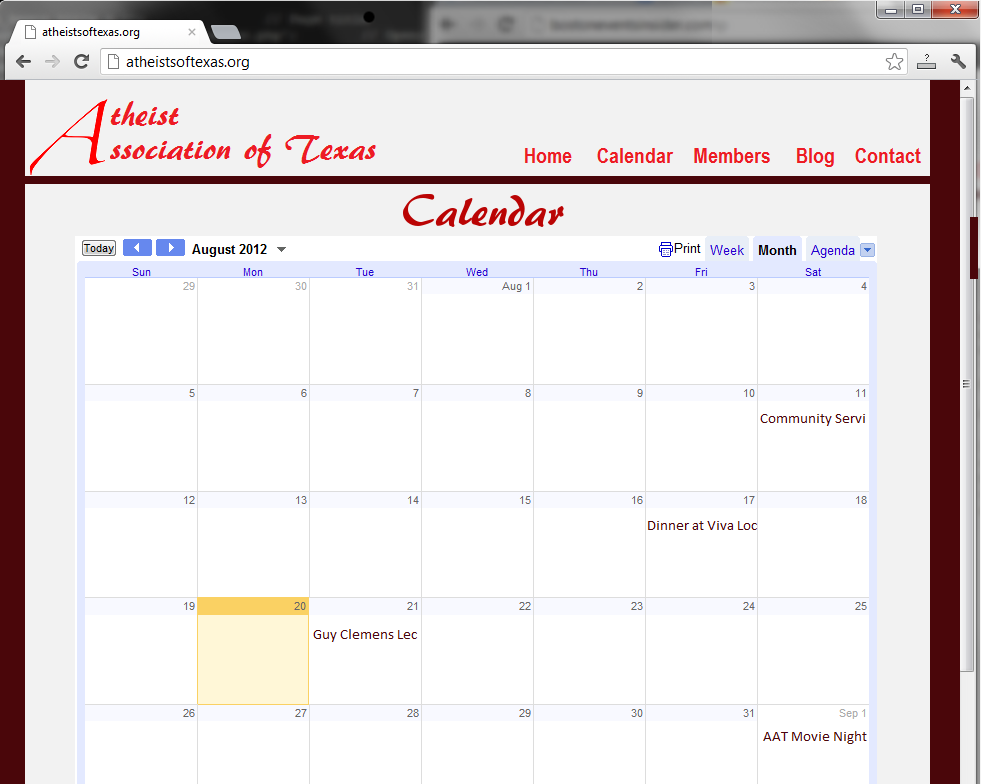 atheistsoftexas.org
atheistsoftexas.org
Atheist
Association of Texas
Home Calendar Members Blog Contact
Calendar
Today August 2012 Print Week Month Agenda
Sun Mon Tue Wed Thu Fri Sat
29 30 31 Aug 1 2 3 4
5 6 7 8 9 10 11
Community Servi
12 13 14 15 16 17 18
Dinner at Viva Loc
19 20 21 22 23 24 25
Guy Clemens Lec
26 27 28 29 30 31 Sep 1
AAT Movie Night